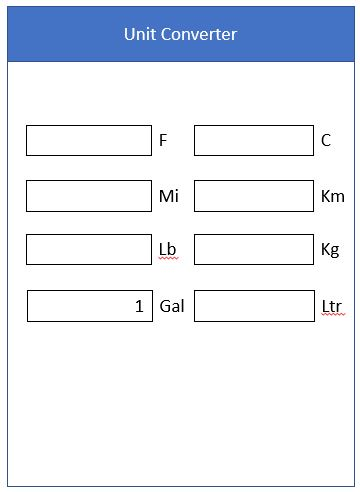 Unit Converter
F C
Mi Km
Lb Kg
1 Gal Ltr